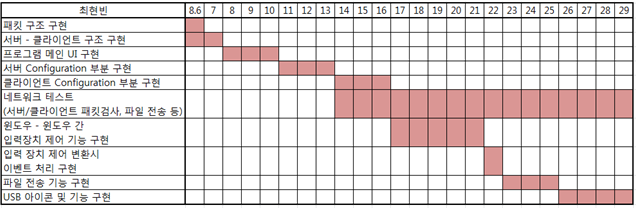 최현빈 8.6 7 8 9 10 11 12 13 14 15 16 17 18 19 20 21 22 23 24 25 26 27 28 29
패킷 구조 구현
서버 - 클라이언트 구조 구현
프로그램 메인 UI 구현
서버 Configuration 부분 구현
클라이언트 Configuration 부분 구현
네트워크 테스트
(서버/클라이언트 패킷검사, 파일 전송 등)
윈도우 - 윈도우 간
입력장치 제어 기능 구현
입력 장치 제어 변환시
이벤트 처리 구현
파일 전송 기능 구현
USB 아이콘 및 기능 구현